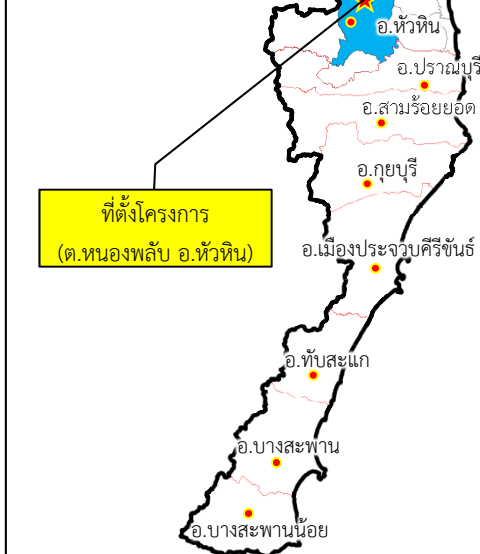 อ.หัวหิน
อ.ปราณบุรี
อ.สามร้อยยอด
อ.กุยบุรี
ที่ตั้งโครงการ
(ต.หนองพลับ อ.หัวหิน)
อ.เมืองประจวบคีรีขันธ์
อ.ทับสะแก
อ.บางสะพาน
อ.บางสะพานน้อย